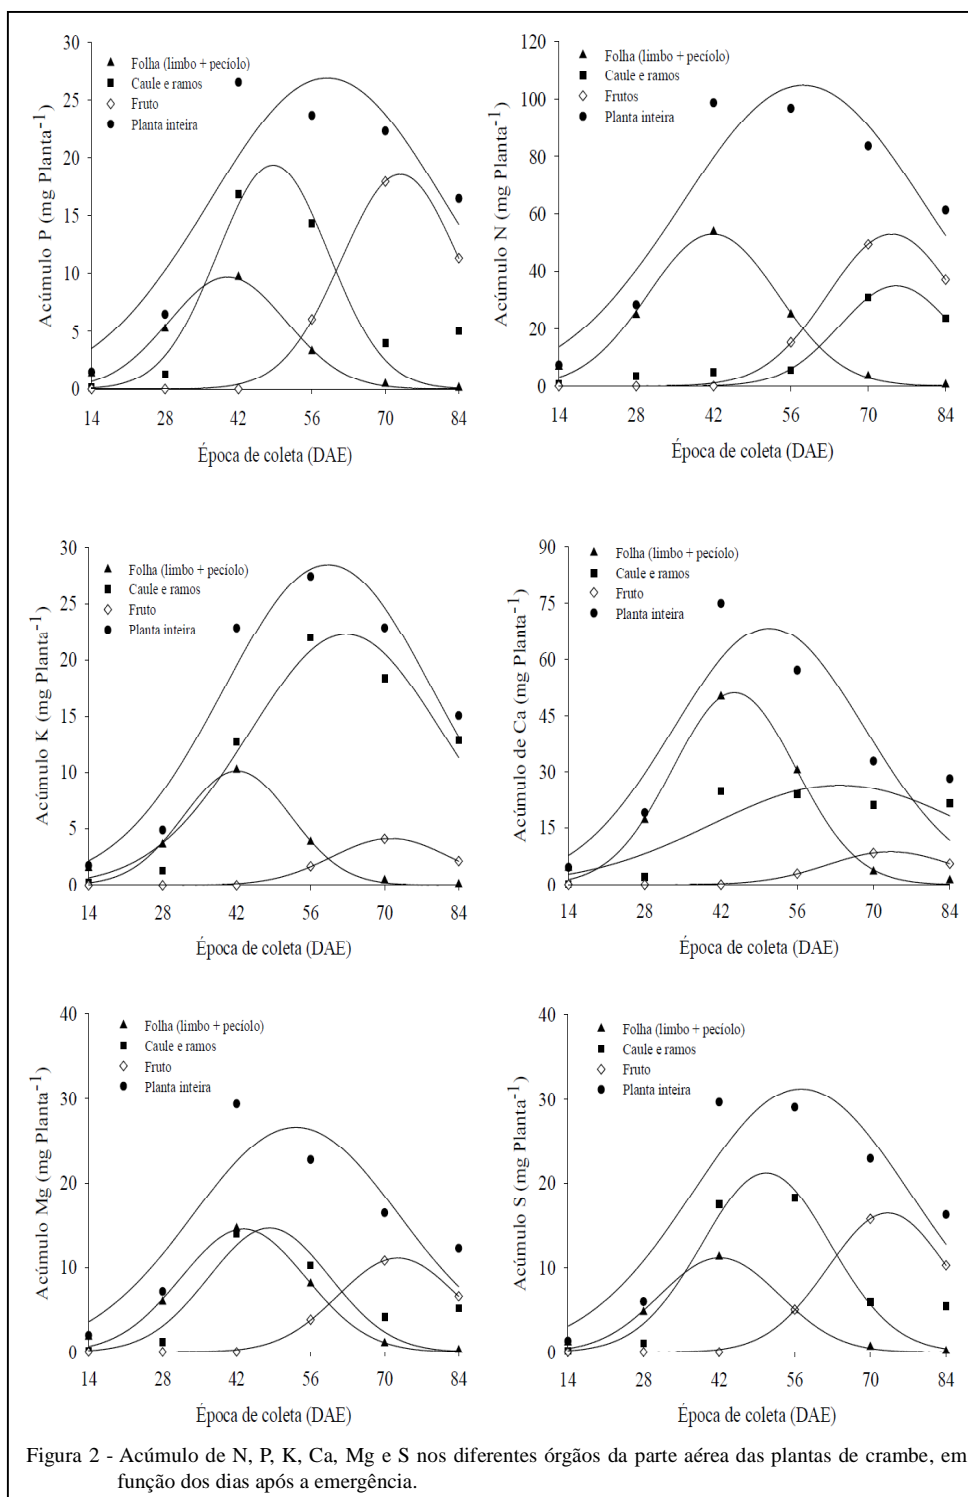 Acúmulo P (mg Planta⁻¹)
30
25
20
15
10
5
0
Folha (limbo + pecíolo)
Caule e ramos
Fruto
Planta inteira
14 28 42 56 70 84
Época de coleta (DAE)
Acúmulo N (mg Planta⁻¹)
120
100
80
60
40
20
0
Folha (limbo + pecíolo)
Caule e ramos
Frutos
Planta inteira
14 28 42 56 70 84
Época de coleta (DAE)
Acúmulo K (mg Planta⁻¹)
30
25
20
15
10
5
0
Folha (limbo + pecíolo)
Caule e ramos
Fruto
Planta inteira
14 28 42 56 70 84
Época de coleta (DAE)
Acúmulo de Ca (mg Planta⁻¹)
90
75
60
45
30
15
0
Folha (limbo + pecíolo)
Caule e ramos
Fruto
Planta inteira
14 28 42 56 70 84
Época de coleta (DAE)
Acúmulo Mg (mg Planta⁻¹)
40
30
20
10
0
Folha (limbo + pecíolo)
Caule e ramos
Fruto
Planta inteira
14 28 42 56 70 84
Época de coleta (DAE)
Acúmulo S (mg Planta⁻¹)
40
30
20
10
0
Folha (limbo + pecíolo)
Caule e ramos
Fruto
Planta inteira
14 28 42 56 70 84
Época de coleta (DAE)
Figura 2 - Acúmulo de N, P, K, Ca, Mg e S nos diferentes órgãos da parte aérea das plantas de crambe, em
função dos dias após a emergência.